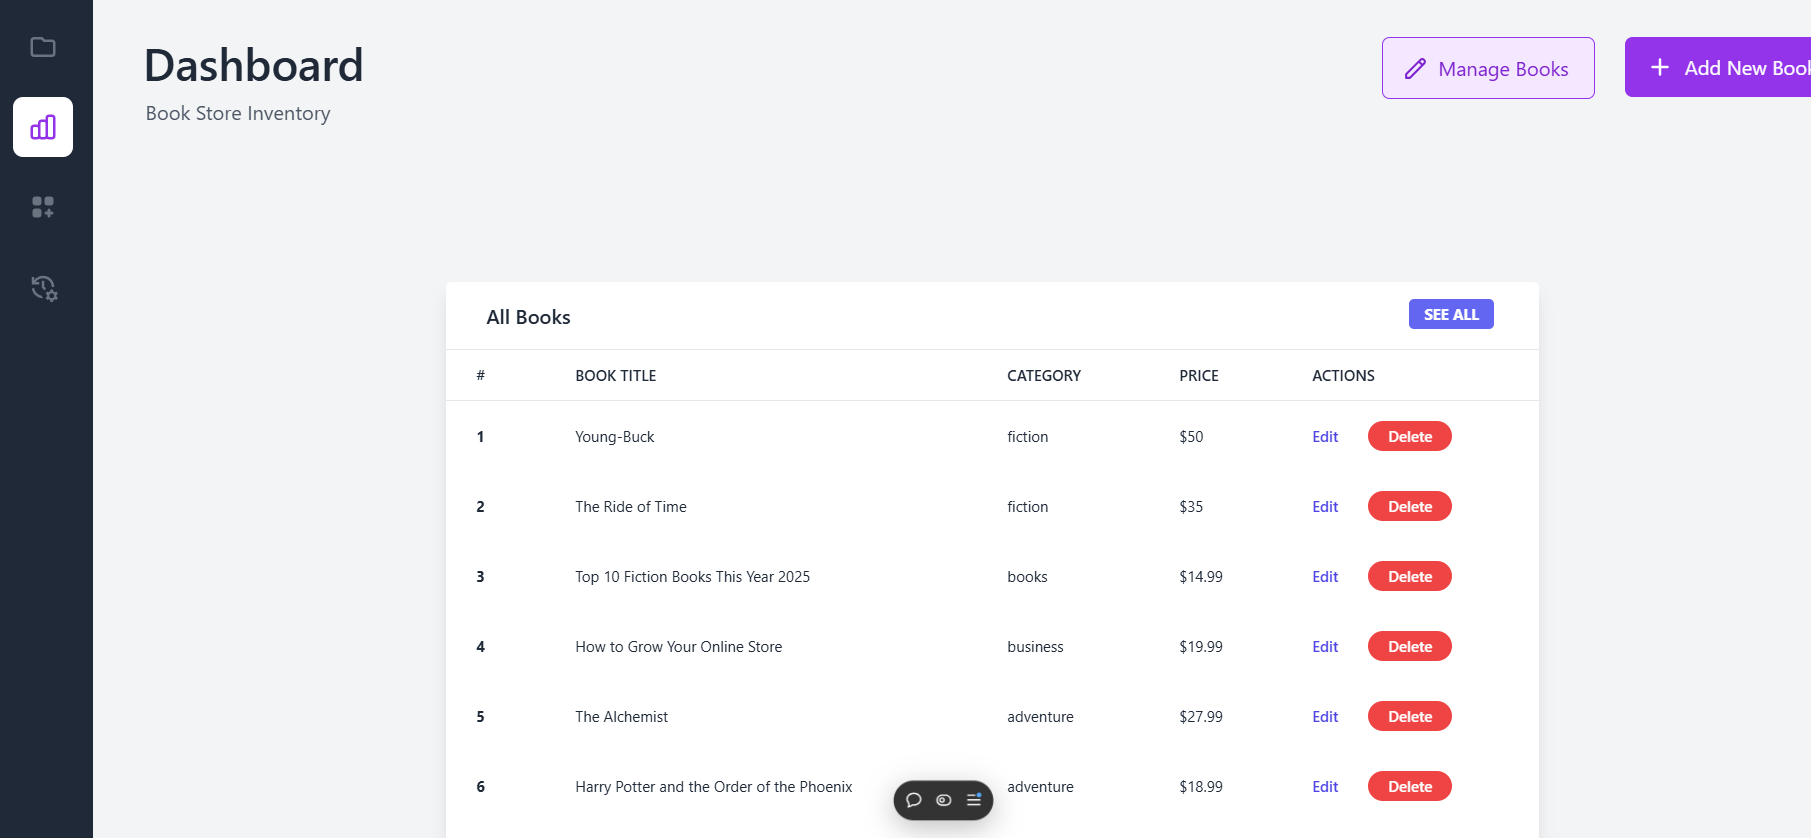 Dashboard
Book Store Inventory
Manage Books
Add New Book
All Books
SEE ALL
# BOOK TITLE CATEGORY PRICE ACTIONS
1 Young-Buck fiction $50 Edit Delete
2 The Ride of Time fiction $35 Edit Delete
3 Top 10 Fiction Books This Year 2025 books $14.99 Edit Delete
4 How to Grow Your Online Store business $19.99 Edit Delete
5 The Alchemist adventure $27.99 Edit Delete
6 Harry Potter and the Order of the Phoenix adventure $18.99 Edit Delete